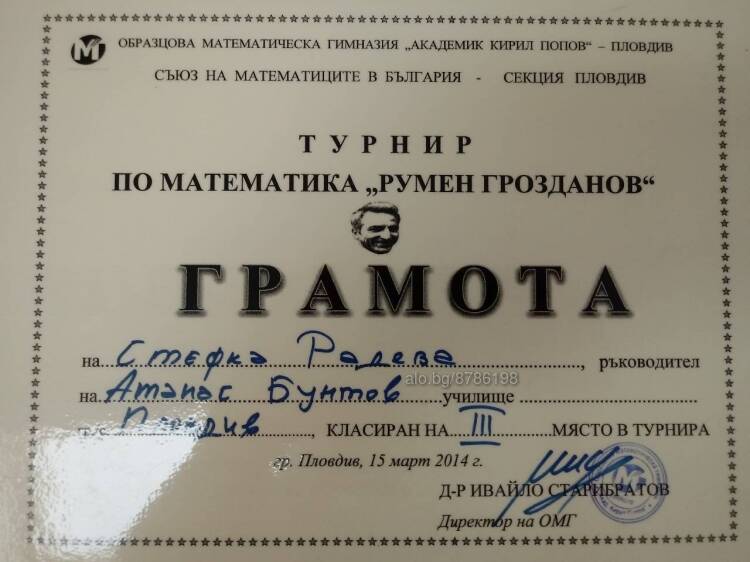 М ОБРАЗЦОВА МАТЕМАТИЧЕСКА ГИМНАЗИЯ „АКАДЕМИК КИРИЛ ПОПОВ“ – ПЛОВДИВ
СЪЮЗ НА МАТЕМАТИЦИТЕ В БЪЛГАРИЯ - СЕКЦИЯ ПЛОВДИВ
ТУРНИР
ПО МАТЕМАТИКА „РУМЕН ГРОЗДАНОВ“
ГРАМОТА
на Стефка Радева, ръководител
alo.bg/8786198
на Атанас Бунтов училище
Пловдив, КЛАСИРАН НА III МЯСТО В ТУРНИРА
гр. Пловдив, 15 март 2014 г.
Д-Р ИВАЙЛО СТАРИБРАТОВ
Директор на ОМГ